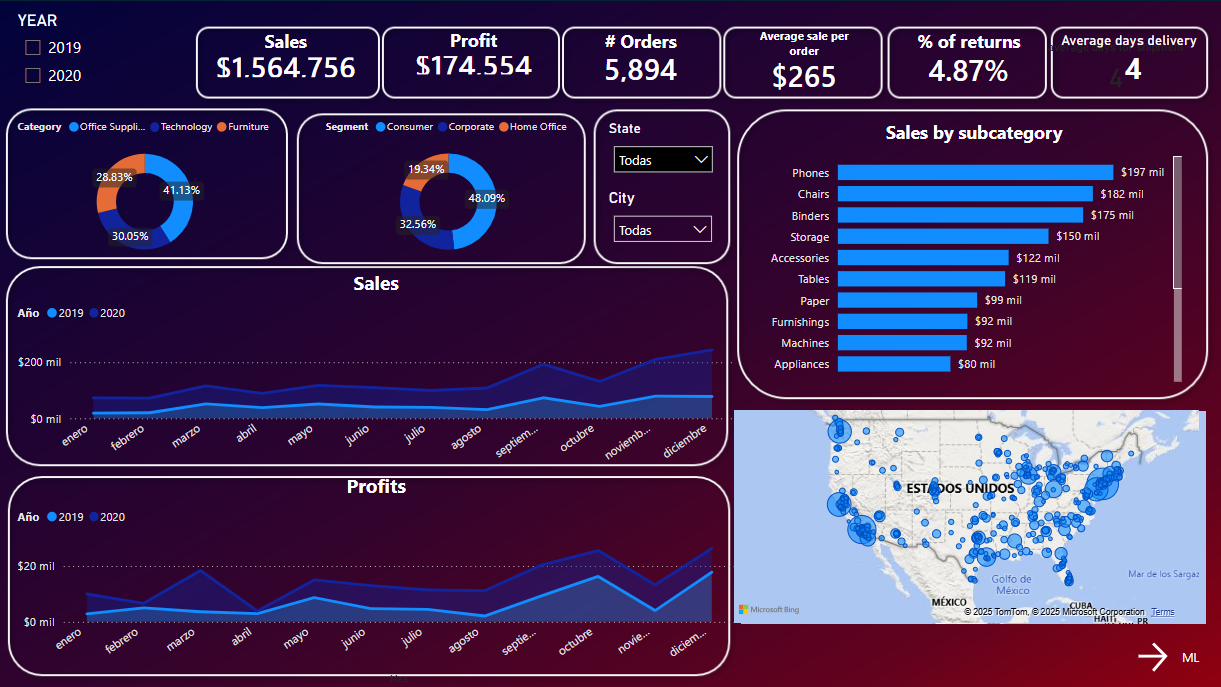 YEAR
2019
2020
Sales
$1.564.756
Profit
$174.554
# Orders
5,894
Average sale per
order
$265
% of returns
4.87%
Average days delivery
4
Category Office Suppli... Technology Furniture
28.83%
41.13%
30.05%
Segment Consumer Corporate Home Office
19.34%
48.09%
32.56%
State
Todas
City
Todas
Sales by subcategory
Phones $197 mil
Chairs $182 mil
Binders $175 mil
Storage $150 mil
Accessories $122 mil
Tables $119 mil
Paper $99 mil
Furnishings $92 mil
Machines $92 mil
Appliances $80 mil
Sales
Año 2019 2020
$200 mil
$0 mil
enero febrero marzo abril mayo junio julio agosto septiem... octubre noviemb... diciembre
Profits
Año 2019 2020
$20 mil
$0 mil
enero febrero marzo abril mayo junio julio agosto septie... octubre novie... diciem...
ESTADOS UNIDOS
Golfo de
México
Mar de los Sargaz
MÉXICO
CUBA
HAITÍ
PR
Microsoft Bing
© 2025 TomTom, © 2025 Microsoft Corporation Terms
ML